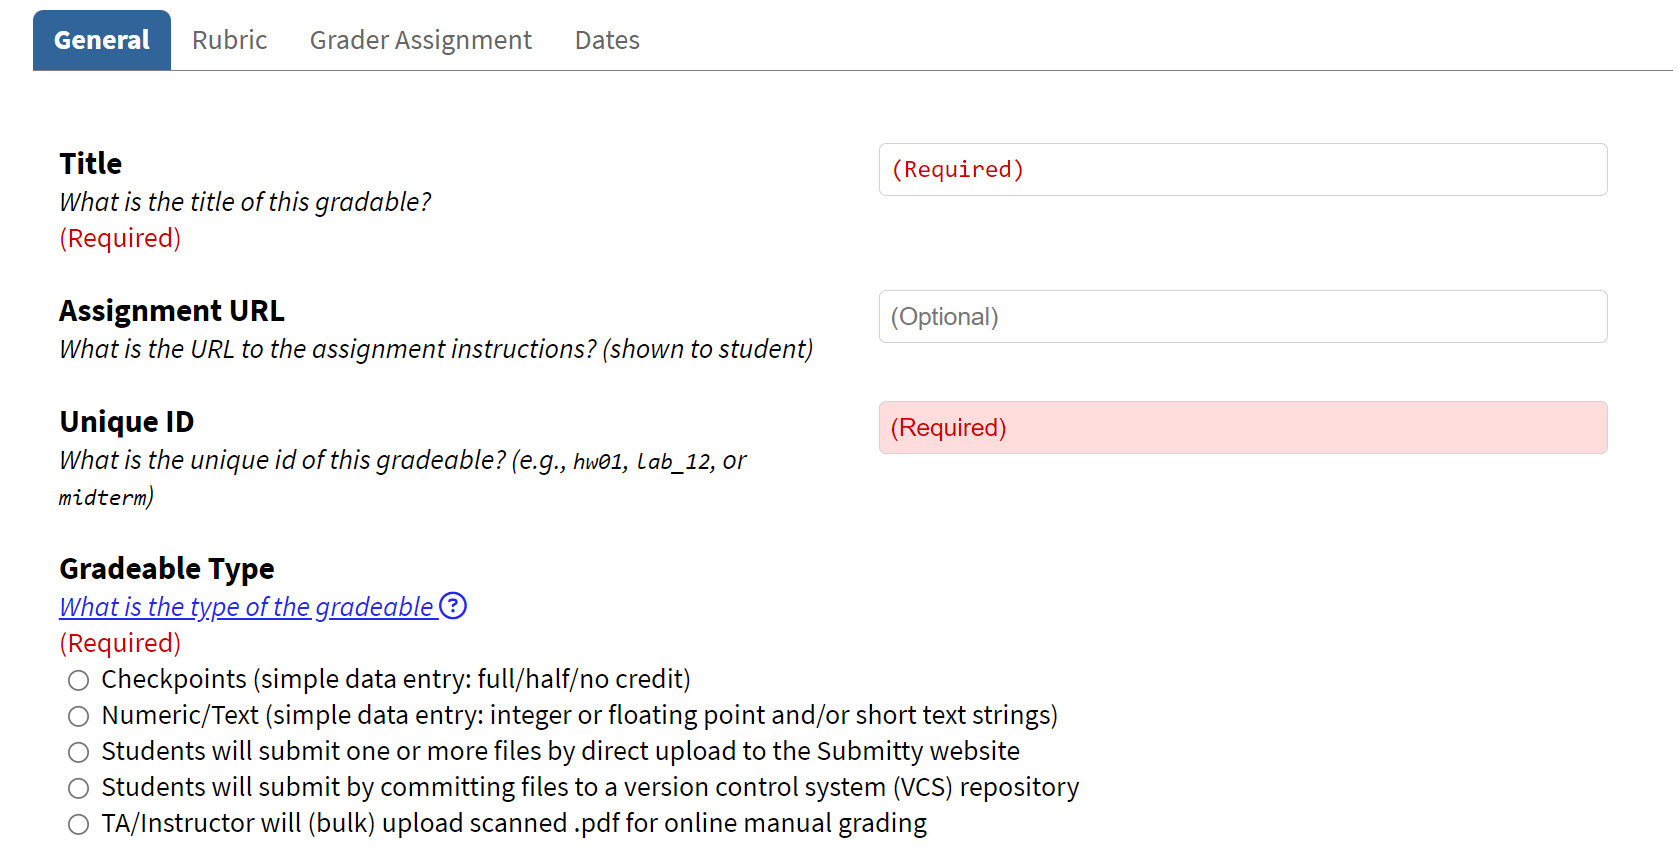 General Rubric Grader Assignment Dates
Title
(Required)
What is the title of this gradable?
(Required)
Assignment URL
(Optional)
What is the URL to the assignment instructions? (shown to student)
Unique ID
(Required)
What is the unique id of this gradeable? (e.g., hw01, lab_12, or
midterm)
Gradeable Type
What is the type of the gradeable ?
(Required)
Checkpoints (simple data entry: full/half/no credit)
Numeric/Text (simple data entry: integer or floating point and/or short text strings)
Students will submit one or more files by direct upload to the Submitty website
Students will submit by committing files to a version control system (VCS) repository
TA/Instructor will (bulk) upload scanned .pdf for online manual grading